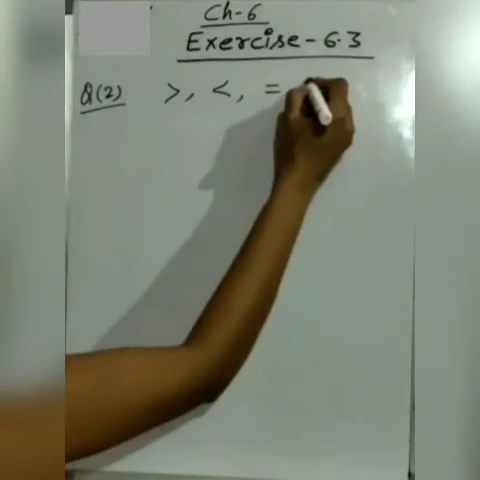 Ch-6
Exercise-6.3
Q(2) >, <, =